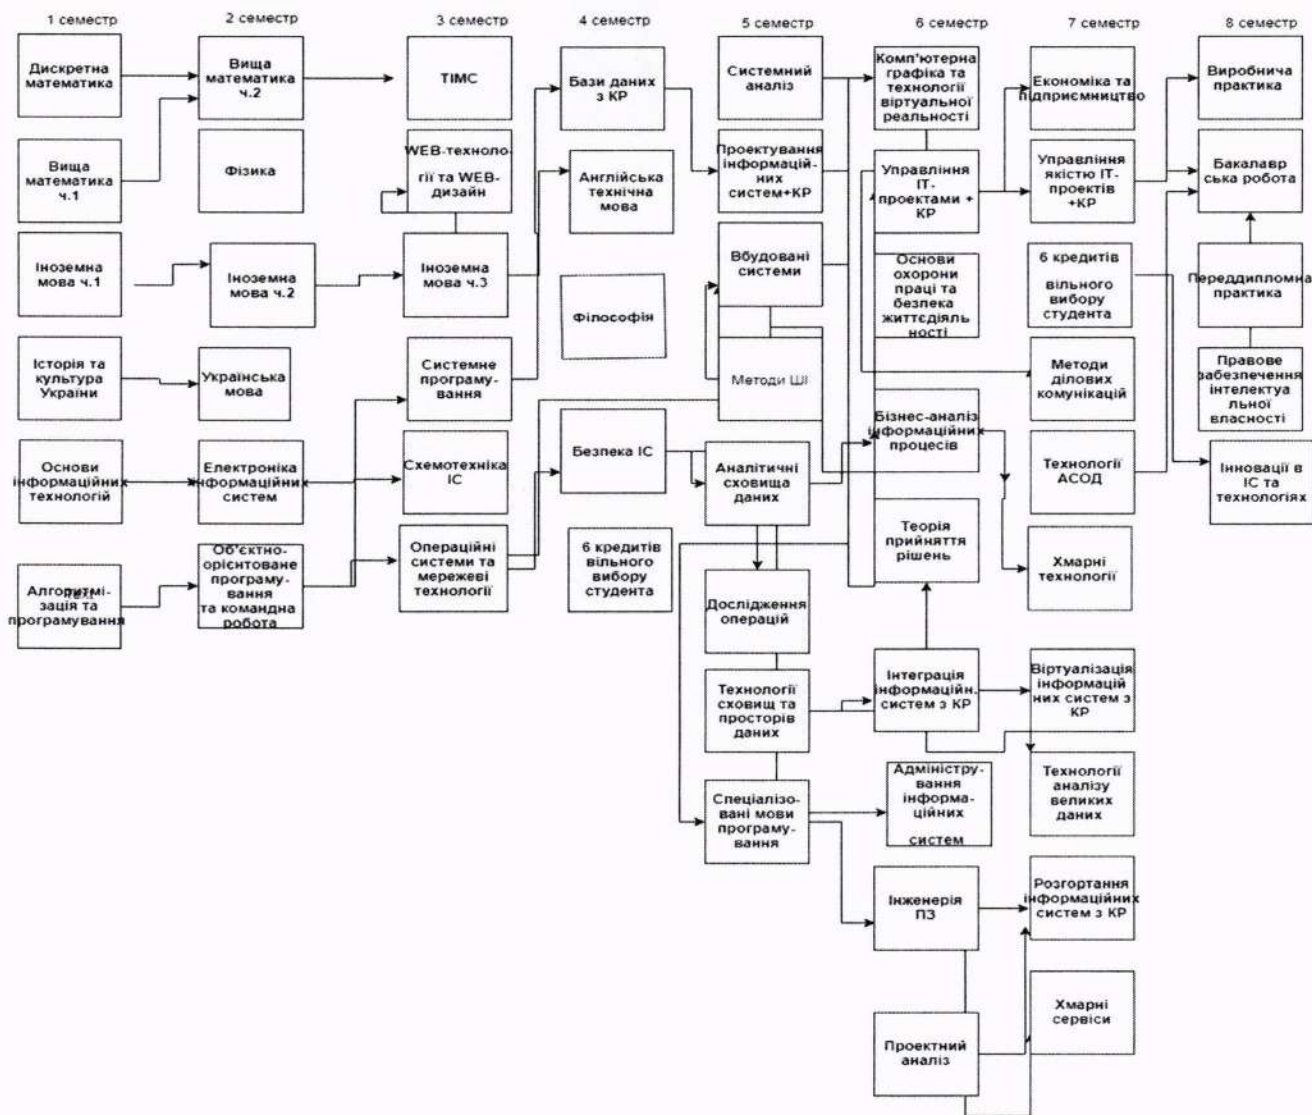 1 семестр
2 семестр
3 семестр
4 семестр
5 семестр
6 семестр
7 семестр
8 семестр
Дискретна
математика
Вища
математика ч.1
Іноземна
мова ч.1
Історія та
культура
України
Основи
інформаційних
технологій
Алгоритмі-
зація та
програмування
Вища
математика
ч.2
Фізика
Іноземна
мова ч.2
Українська
мова
Електроніка
інформаційних
систем
Об'єктно-
орієнтоване
програму-
вання
та командна
робота
ТІМС
WEB-техноло-
гії та WEB-
дизайн
Іноземна
мова ч.3
Системне
програму-
вання
Схемотехніка
ІС
Операційні
системи та
мережеві
технології
Бази даних
з КР
Англійська
технічна
мова
Філософія
Безпека ІС
6 кредитів
вільного
вибору
студента
Системний
аналіз
Проектування
інформацій-
них
систем+КР
Вбудовані
системи
Методи ШІ
Аналітичні
сховища
даних
Дослідження
операцій
Технології
сховищ та
просторів
даних
Спеціалізо-
вані мови
програму-
вання
Комп'ютерна
графіка та
технології
віртуальної
реальності
Управління
ІТ-
проектами +
КР
Основи
охорони
праці та
безпека
життєдіяль
ності
Бізнес-аналіз
інформаційних
процесів
Теорія
прийняття
рішень
Інтеграція
інформаційн.
систем з КР
Адміністру-
вання
інформа-
ційних
систем
Інженерія
ПЗ
Проектний
аналіз
Економіка та
підприємництво
Управління
якістю ІТ-
проектів
+КР
6 кредитів
вільного
вибору
студента
Методи
ділових
комунікацій
Технології
АСОД
Хмарні
технології
Віртуалізація
інформацій
них систем з
КР
Технології
аналізу
великих
даних
Розгортання
інформаційних
систем з КР
Хмарні
сервіси
Виробнича
практика
Бакалавр
ська робота
Переддипломна
практика
Правове
забезпечення
інтелектуа
льної
власності
Інновації в
ІС та
технологіях